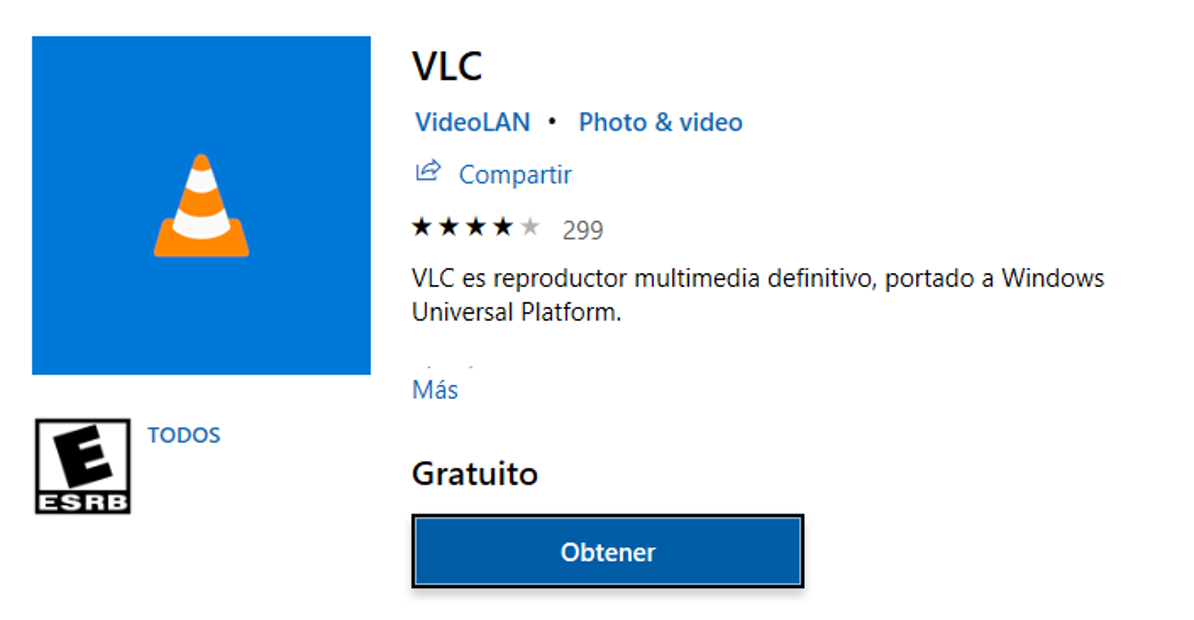 VLC
VideoLAN • Photo & video
Compartir
299
VLC es reproductor multimedia definitivo, portado a Windows
Universal Platform.
Más
E
ESRB
TODOS
Gratuito
Obtener